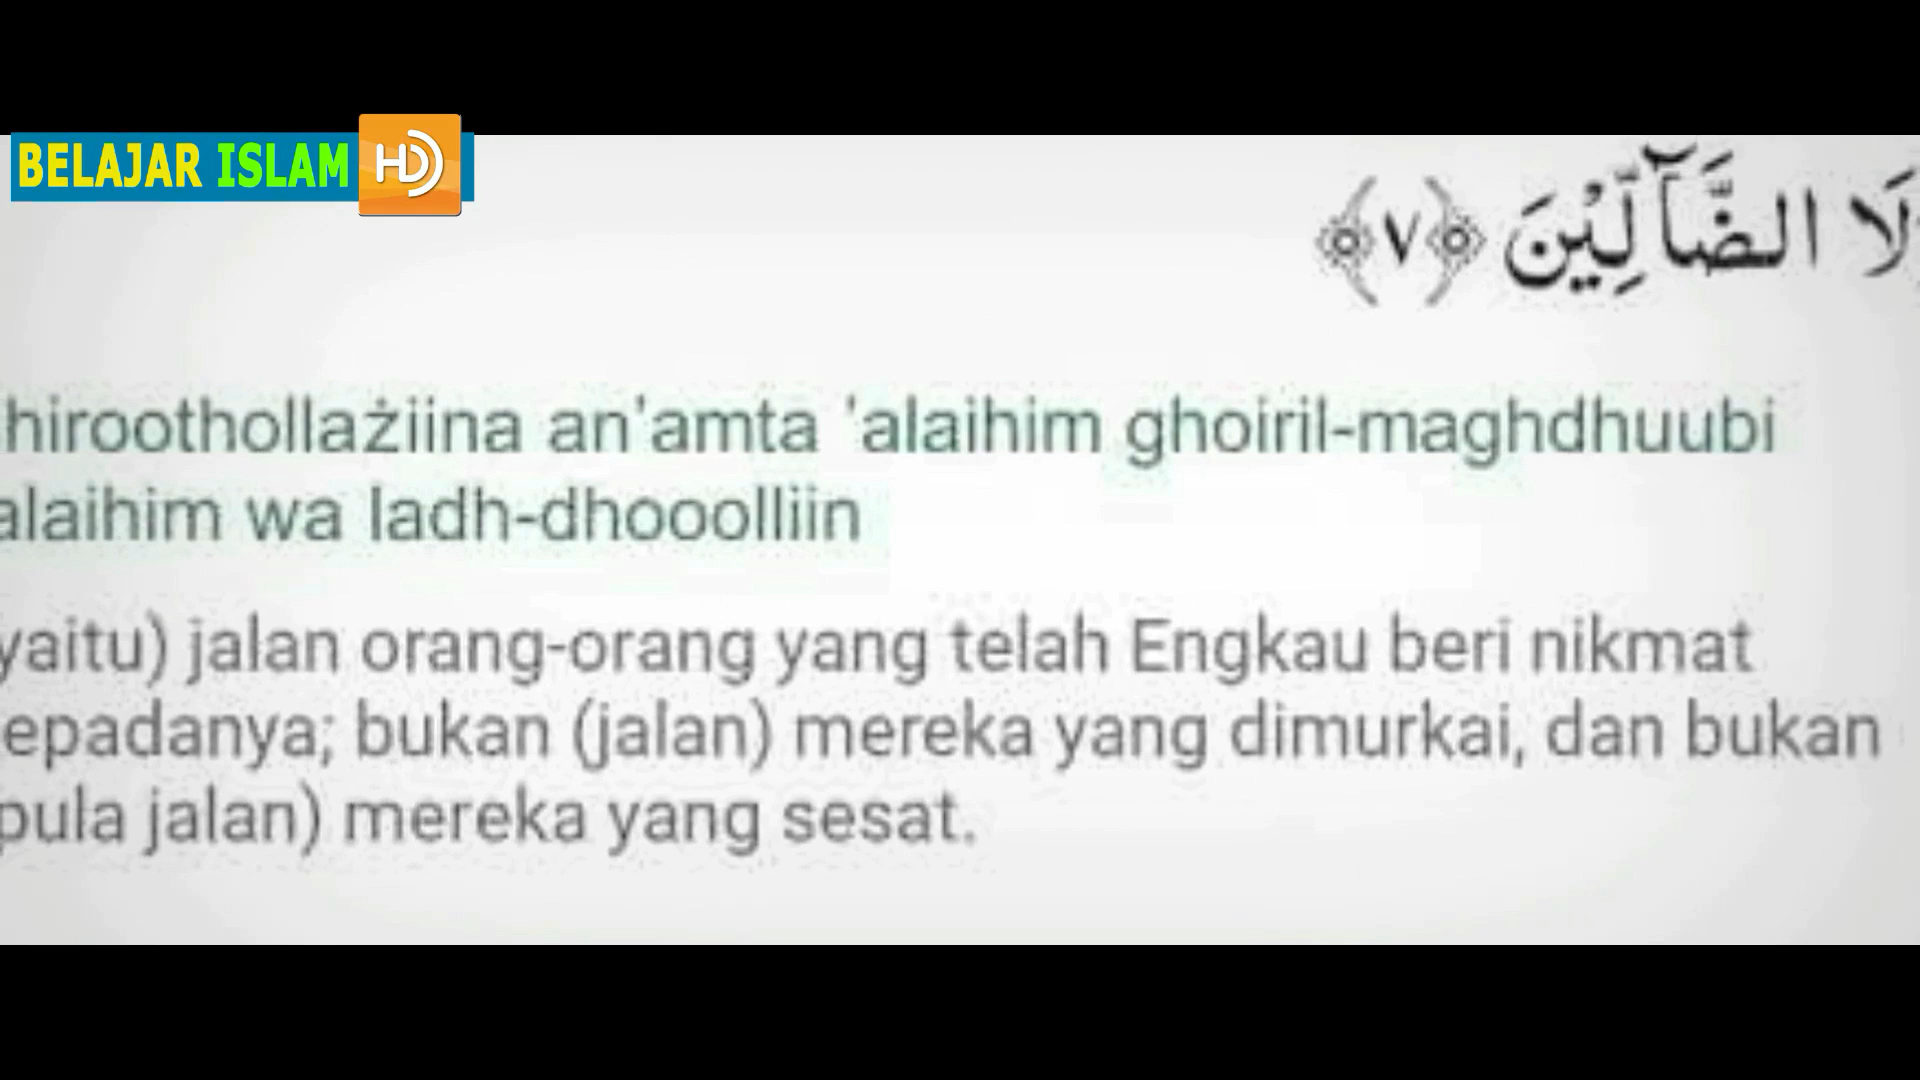 BELAJAR ISLAM HD
لَا الضَّآلِّيْنَ ﴿٧﴾
hiroothollażiina an'amta 'alaihim ghoiril-maghdhuubi
alaihim wa ladh-dhooolliin
yaitu) jalan orang-orang yang telah Engkau beri nikmat
epadanya; bukan (jalan) mereka yang dimurkai, dan bukan
pula jalan) mereka yang sesat.